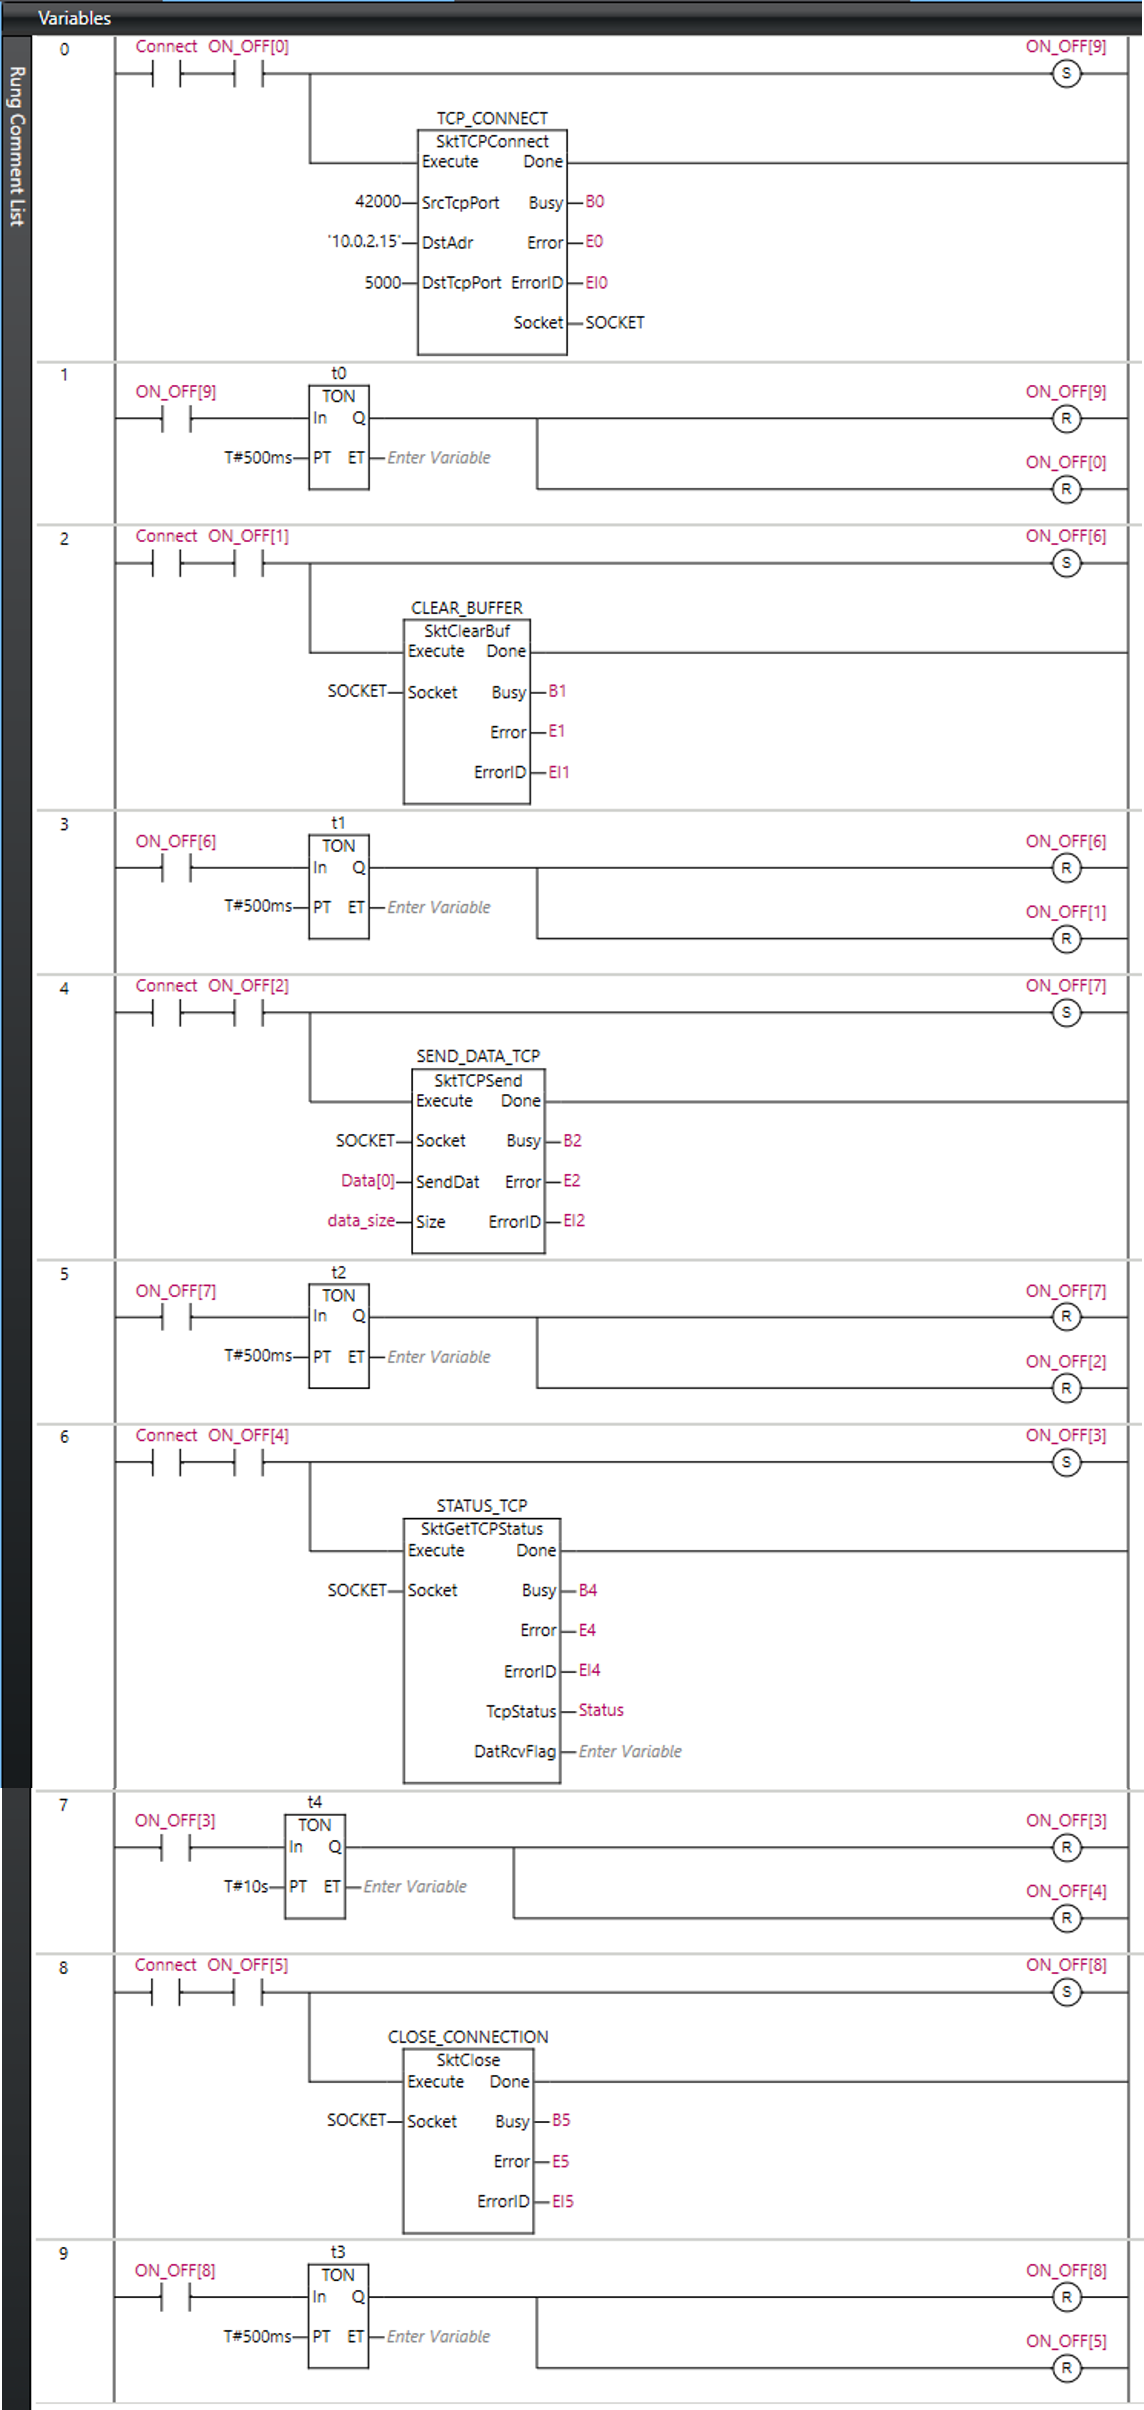 Variables
Rung Comment List
0
Connect ON_OFF[0] ON_OFF[9]
S
TCP_CONNECT
SktTCPConnect
Execute Done
42000 SrcTcpPort Busy B0
'10.0.2.15' DstAdr Error E0
5000 DstTcpPort ErrorID EI0
Socket SOCKET
1
t0
ON_OFF[9] TON ON_OFF[9]
In Q R
T#500ms PT ET Enter Variable ON_OFF[0]
R
2
Connect ON_OFF[1] ON_OFF[6]
S
CLEAR_BUFFER
SktClearBuf
Execute Done
SOCKET Socket Busy B1
Error E1
ErrorID EI1
3
t1
ON_OFF[6] TON ON_OFF[6]
In Q R
T#500ms PT ET Enter Variable ON_OFF[1]
R
4
Connect ON_OFF[2] ON_OFF[7]
S
SEND_DATA_TCP
SktTCPSend
Execute Done
SOCKET Socket Busy B2
Data[0] SendDat Error E2
data_size Size ErrorID EI2
5
t2
ON_OFF[7] TON ON_OFF[7]
In Q R
T#500ms PT ET Enter Variable ON_OFF[2]
R
6
Connect ON_OFF[4] ON_OFF[3]
S
STATUS_TCP
SktGetTCPStatus
Execute Done
SOCKET Socket Busy B4
Error E4
ErrorID EI4
TcpStatus Status
DatRcvFlag Enter Variable
7
t4
ON_OFF[3] TON ON_OFF[3]
In Q R
T#10s PT ET Enter Variable ON_OFF[4]
R
8
Connect ON_OFF[5] ON_OFF[8]
S
CLOSE_CONNECTION
SktClose
Execute Done
SOCKET Socket Busy B5
Error E5
ErrorID EI5
9
t3
ON_OFF[8] TON ON_OFF[8]
In Q R
T#500ms PT ET Enter Variable ON_OFF[5]
R